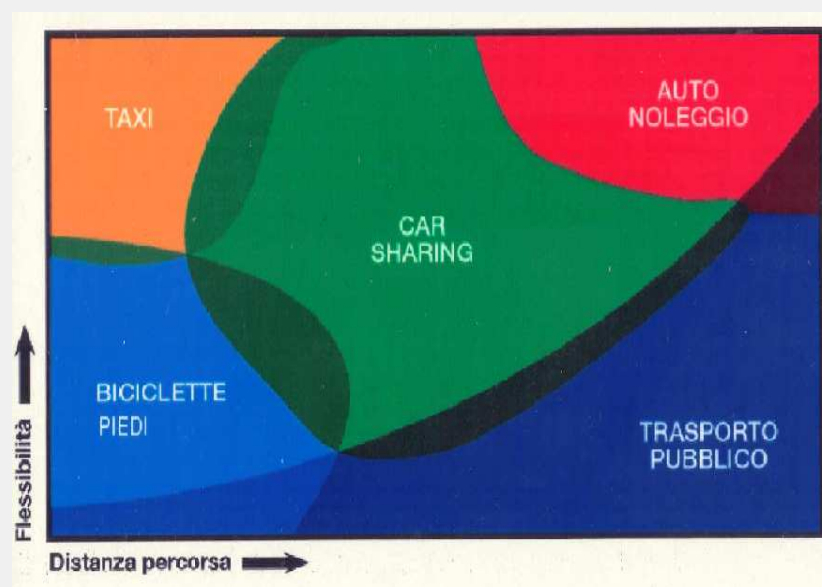 TAXI
AUTO
NOLEGGIO
CAR
SHARING
BICICLETTE
PIEDI
TRASPORTO
PUBBLICO
Flessibilità
Distanza percorsa